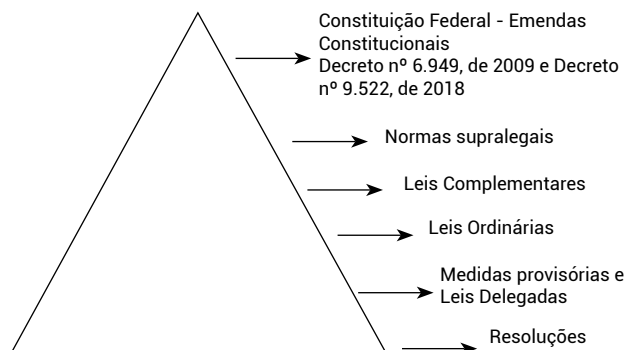 Constituição Federal - Emendas
Constitucionais
Decreto nº 6.949, de 2009 e Decreto
nº 9.522, de 2018
Normas supralegais
Leis Complementares
Leis Ordinárias
Medidas provisórias e
Leis Delegadas
Resoluções